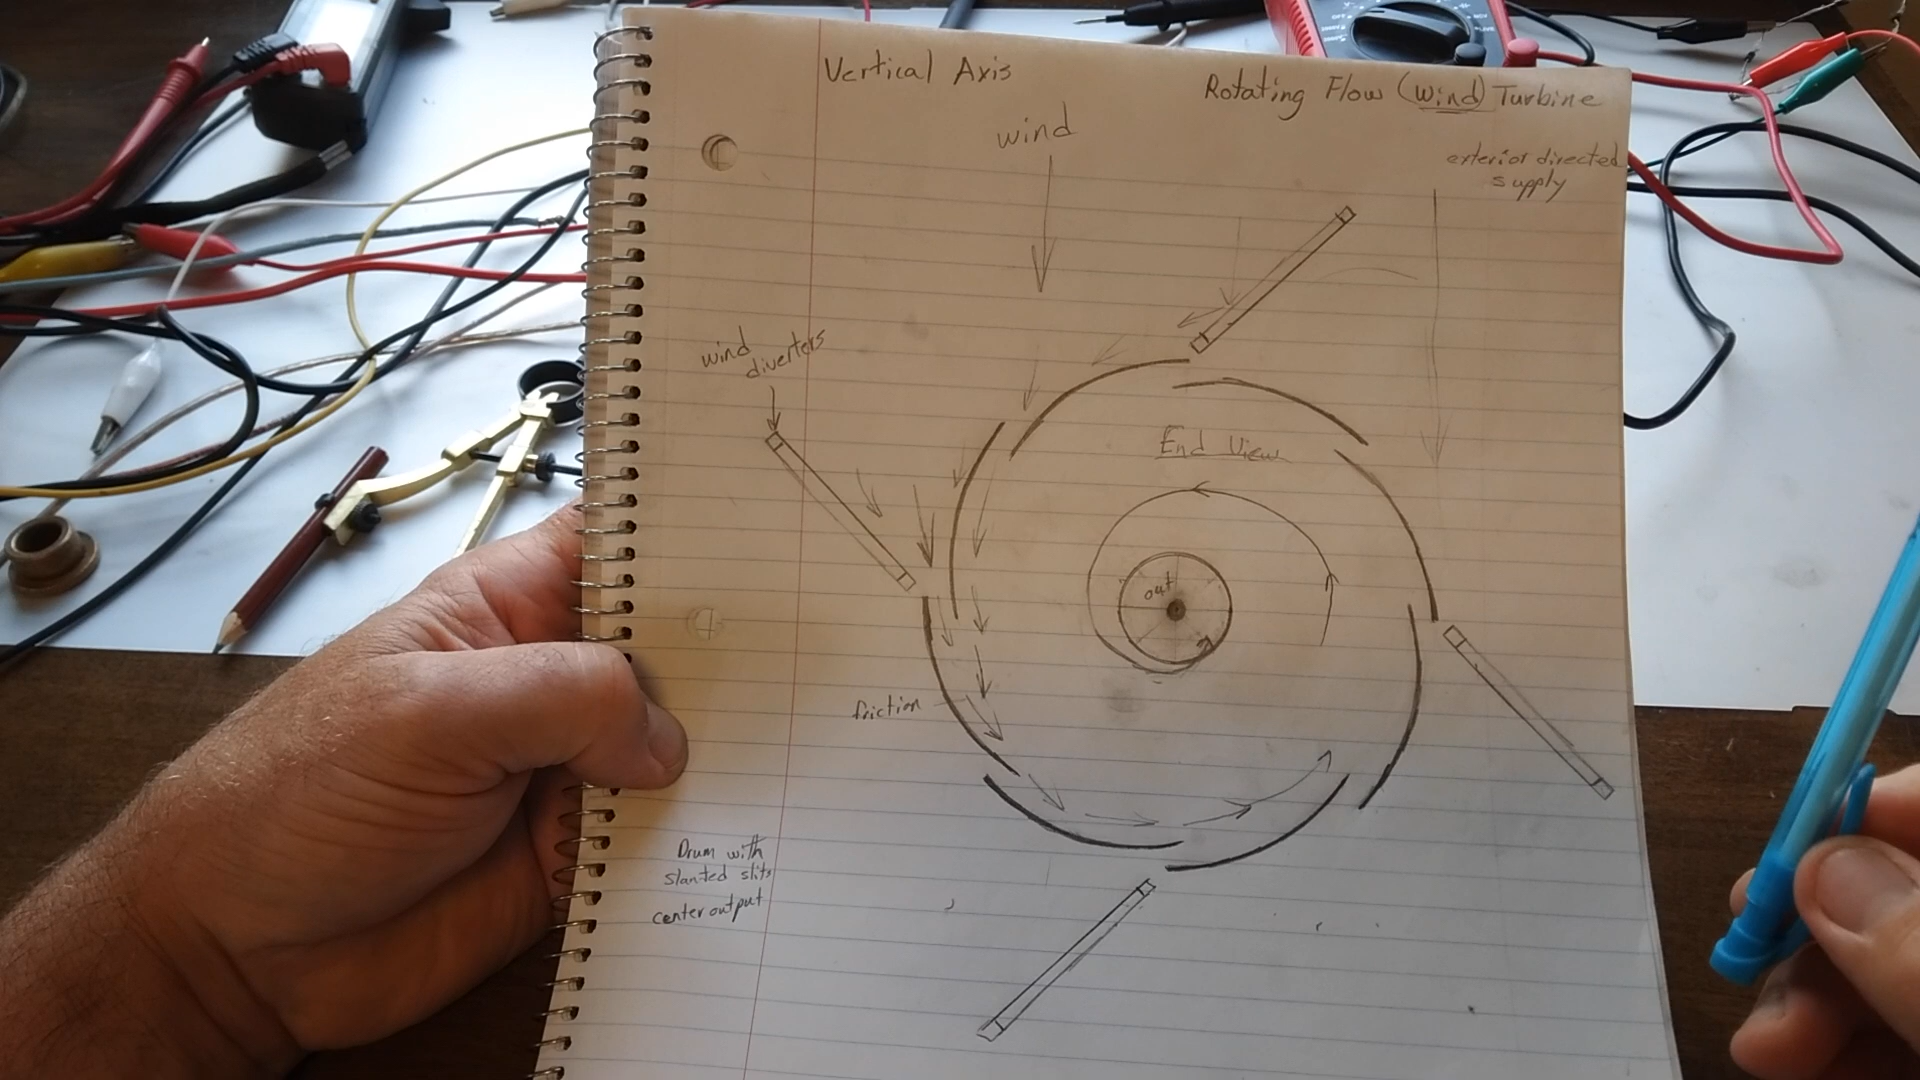 Vertical Axis
Rotating Flow (wind) Turbine
wind
exterior directed
supply
wind
diverters
End View
out
friction
Drum with
slanted slits
center output